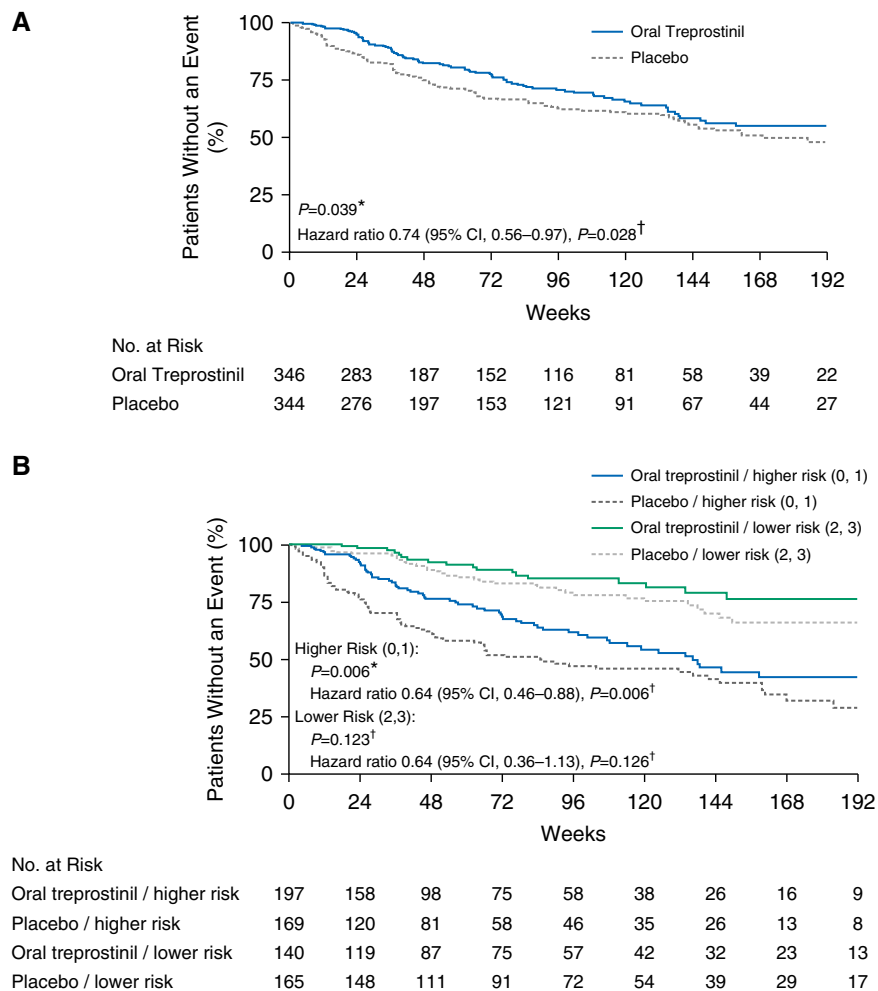 A
Patients Without an Event
(%)
100
75
50
25
0
Oral Treprostinil
Placebo
P=0.039*
Hazard ratio 0.74 (95% CI, 0.56–0.97), P=0.028†
0 24 48 72 96 120 144 168 192
Weeks
No. at Risk
Oral Treprostinil 346 283 187 152 116 81 58 39 22
Placebo 344 276 197 153 121 91 67 44 27
B
Oral treprostinil / higher risk (0, 1)
Placebo / higher risk (0, 1)
Oral treprostinil / lower risk (2, 3)
Placebo / lower risk (2, 3)
Patients Without an Event (%)
100
75
50
25
0
Higher Risk (0,1):
P=0.006*
Hazard ratio 0.64 (95% CI, 0.46–0.88), P=0.006†
Lower Risk (2,3):
P=0.123†
Hazard ratio 0.64 (95% CI, 0.36–1.13), P=0.126†
0 24 48 72 96 120 144 168 192
Weeks
No. at Risk
Oral treprostinil / higher risk 197 158 98 75 58 38 26 16 9
Placebo / higher risk 169 120 81 58 46 35 26 13 8
Oral treprostinil / lower risk 140 119 87 75 57 42 32 23 13
Placebo / lower risk 165 148 111 91 72 54 39 29 17